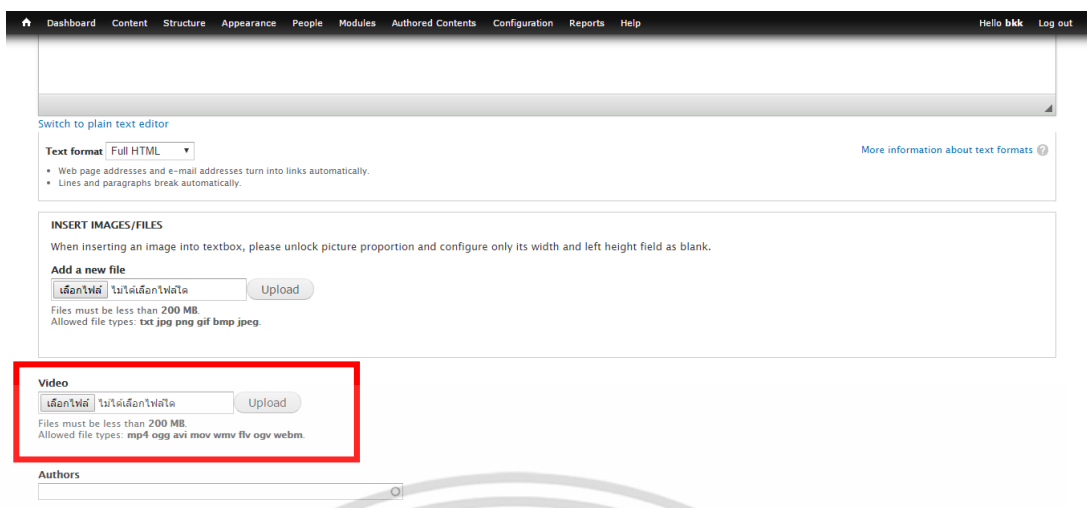 Dashboard Content Structure Appearance People Modules Authored Contents Configuration Reports Help Hello bkk Log out
Switch to plain text editor
Text format Full HTML More information about text formats ?
Web page addresses and e-mail addresses turn into links automatically.
Lines and paragraphs break automatically.
INSERT IMAGES/FILES
When inserting an image into textbox, please unlock picture proportion and configure only its width and left height field as blank.
Add a new file
เลือกไฟล์ ไม่ได้เลือกไฟล์ใด Upload
Files must be less than 200 MB.
Allowed file types: txt jpg png gif bmp jpeg.
Video
เลือกไฟล์ ไม่ได้เลือกไฟล์ใด Upload
Files must be less than 200 MB.
Allowed file types: mp4 ogg avi mov wmv flv ogv webm.
Authors